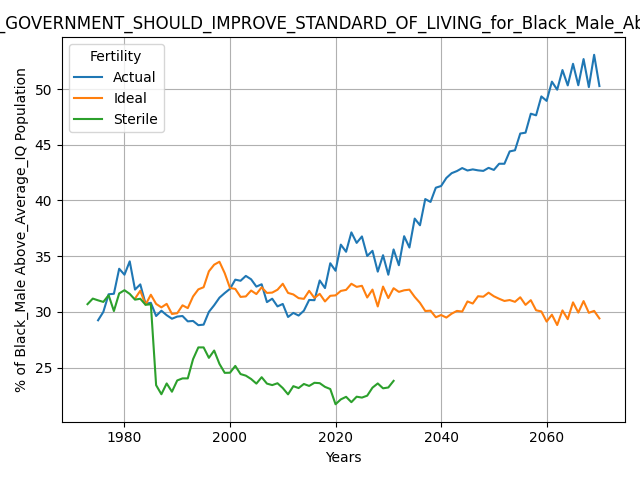 _GOVERNMENT_SHOULD_IMPROVE_STANDARD_OF_LIVING_for_Black_Male_Ab
Fertility
Actual
Ideal
Sterile
% of Black_Male Above_Average_IQ Population
50
45
40
35
30
25
1980
2000
2020
2040
2060
Years